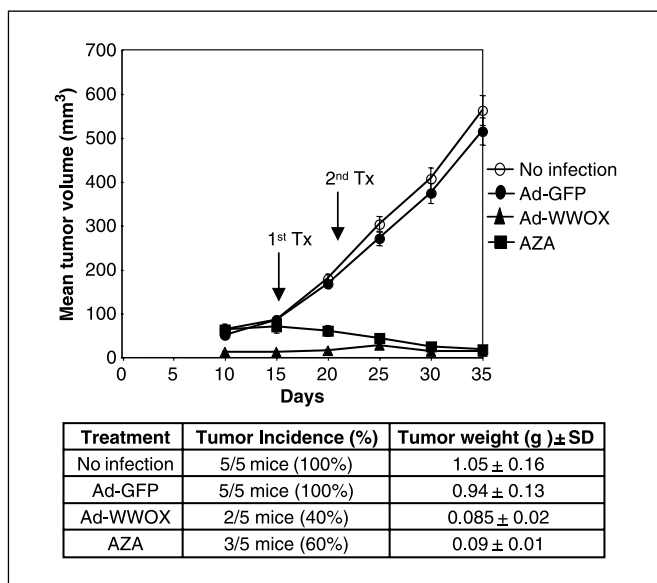 700
600
500
400
300
200
100
0
Mean tumor volume (mm³)
1st Tx
2nd Tx
No infection
Ad-GFP
Ad-WWOX
AZA
0 5 10 15 20 25 30 35
Days
Treatment Tumor Incidence (%) Tumor weight (g )± SD
No infection 5/5 mice (100%) 1.05 ± 0.16
Ad-GFP 5/5 mice (100%) 0.94 ± 0.13
Ad-WWOX 2/5 mice (40%) 0.085 ± 0.02
AZA 3/5 mice (60%) 0.09 ± 0.01